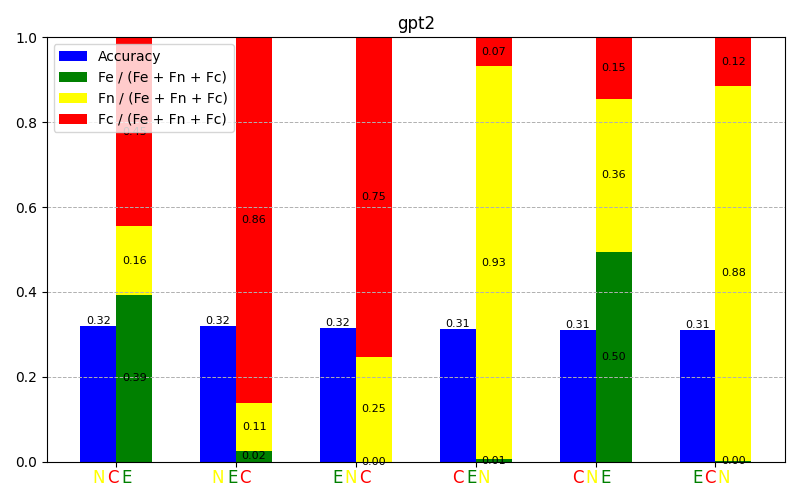 gpt2
1.0
0.8
0.6
0.4
0.2
0.0
Accuracy
Fe / (Fe + Fn + Fc)
Fn / (Fe + Fn + Fc)
Fc / (Fe + Fn + Fc)
0.32
0.39
0.16
0.32
0.02
0.11
0.86
0.32
0.00
0.25
0.75
0.31
0.01
0.93
0.07
0.31
0.50
0.36
0.15
0.31
0.00
0.88
0.12
N C E
N E C
E N C
C E N
C N E
E C N